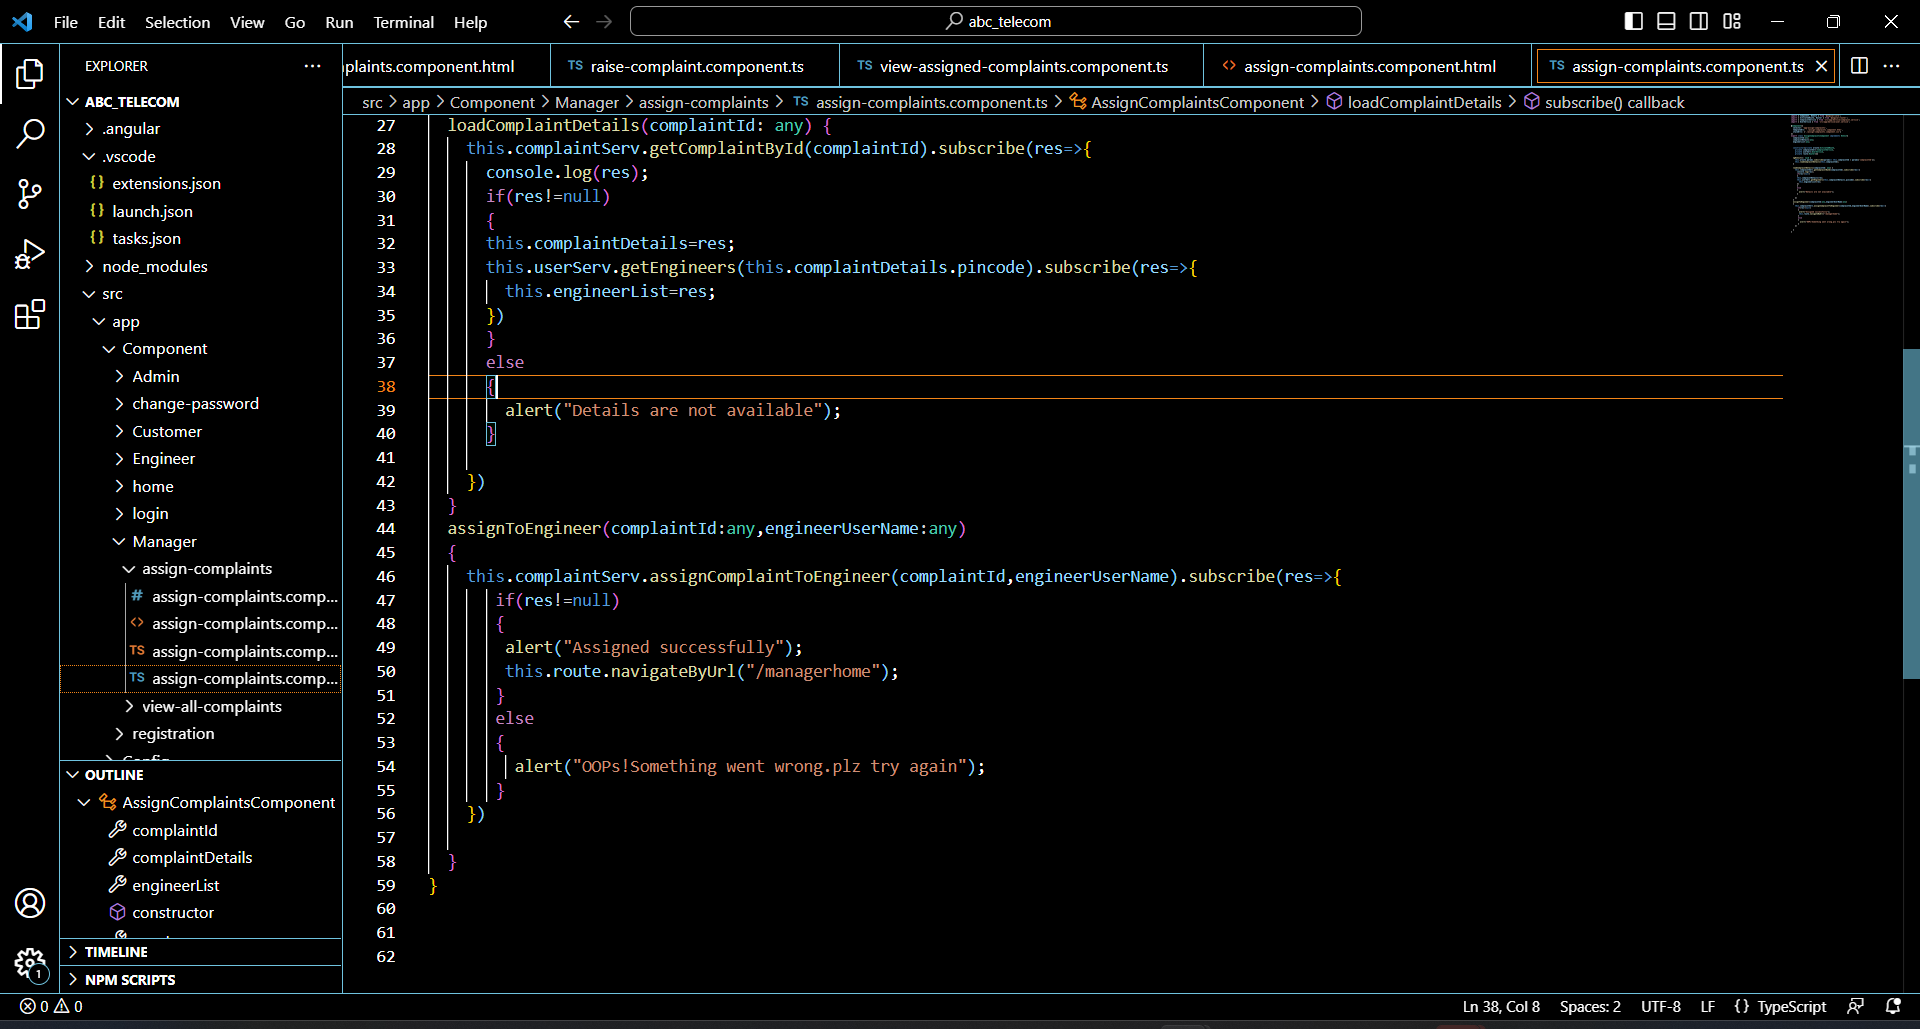 File Edit Selection View Go Run Terminal Help
abc_telecom
EXPLORER
plaints.component.html
TS raise-complaint.component.ts
TS view-assigned-complaints.component.ts
<> assign-complaints.component.html
TS assign-complaints.component.ts
src > app > Component > Manager > assign-complaints > TS assign-complaints.component.ts > AssignComplaintsComponent > loadComplaintDetails > subscribe() callback
ABC_TELECOM
.angular
.vscode
{} extensions.json
{} launch.json
{} tasks.json
node_modules
src
app
Component
Admin
change-password
Customer
Engineer
home
login
Manager
assign-complaints
# assign-complaints.comp...
<> assign-complaints.comp...
TS assign-complaints.comp...
TS assign-complaints.comp...
view-all-complaints
registration
OUTLINE
AssignComplaintsComponent
complaintId
complaintDetails
engineerList
constructor
TIMELINE
NPM SCRIPTS
27 loadComplaintDetails(complaintId: any) {
28 this.complaintServ.getComplaintById(complaintId).subscribe(res=>{
29 console.log(res);
30 if(res!=null)
31 {
32 this.complaintDetails=res;
33 this.userServ.getEngineers(this.complaintDetails.pincode).subscribe(res=>{
34 this.engineerList=res;
35 })
36 }
37 else
38 {
39 alert("Details are not available");
40 }
41
42 })
43 }
44 assignToEngineer(complaintId:any,engineerUserName:any)
45 {
46 this.complaintServ.assignComplaintToEngineer(complaintId,engineerUserName).subscribe(res=>{
47 if(res!=null)
48 {
49 alert("Assigned successfully");
50 this.route.navigateByUrl("/managerhome");
51 }
52 else
53 {
54 alert("OOPs!Something went wrong.plz try again");
55 }
56 })
57
58 }
59 }
60
61
62
1
0 0
Ln 38, Col 8 Spaces: 2 UTF-8 LF {} TypeScript